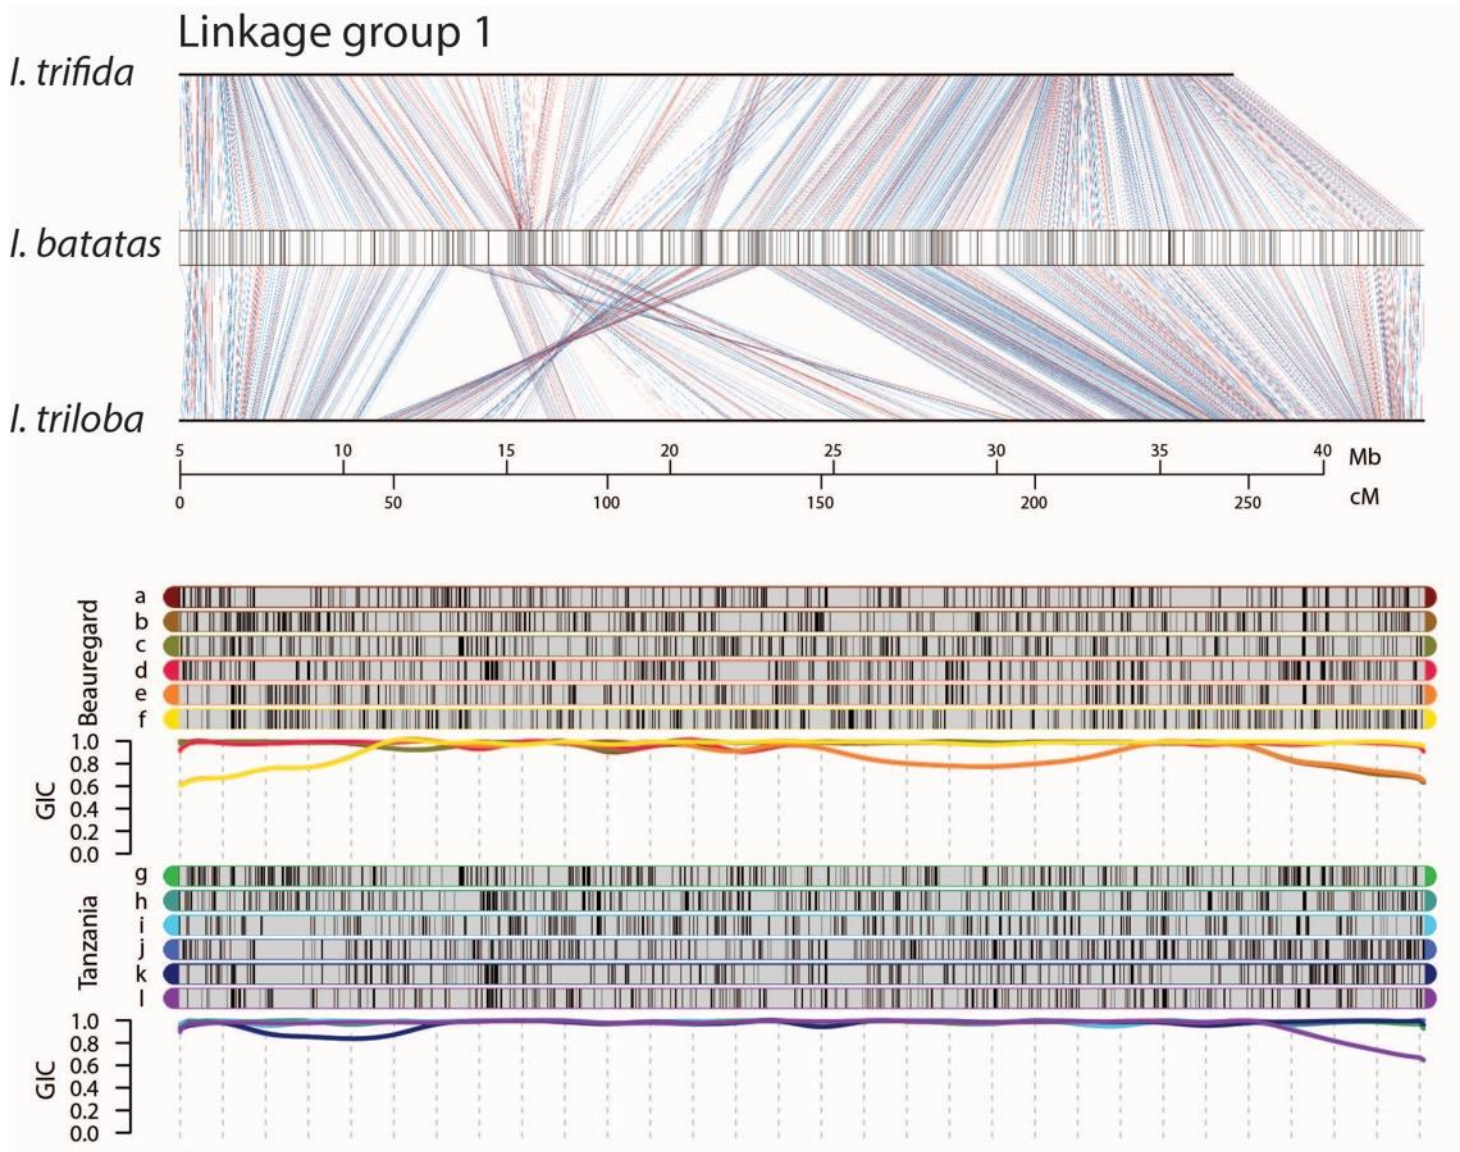 Linkage group 1
I. trifida
I. batatas
I. triloba
5 10 15 20 25 30 35 40 Mb
0 50 100 150 200 250 cM
Beauregard
a
b
c
d
e
f
GIC
1.0
0.8
0.6
0.4
0.2
0.0
Tanzania
g
h
i
j
k
l
GIC
1.0
0.8
0.6
0.4
0.2
0.0